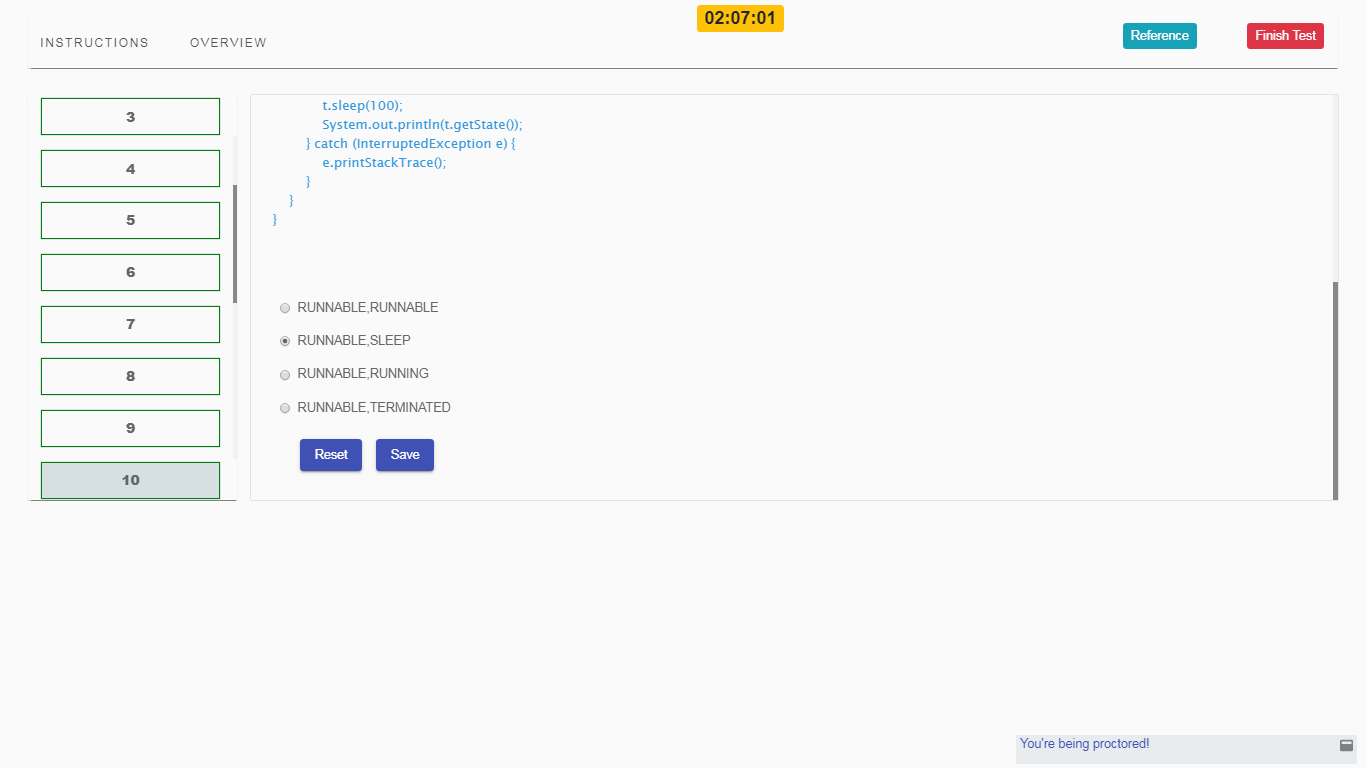 02:07:01
INSTRUCTIONS OVERVIEW Reference Finish Test
3
4
5
6
7
8
9
10
t.sleep(100);
System.out.println(t.getState());
} catch (InterruptedException e) {
e.printStackTrace();
}
}
}
RUNNABLE,RUNNABLE
RUNNABLE,SLEEP
RUNNABLE,RUNNING
RUNNABLE,TERMINATED
Reset Save
You're being proctored!